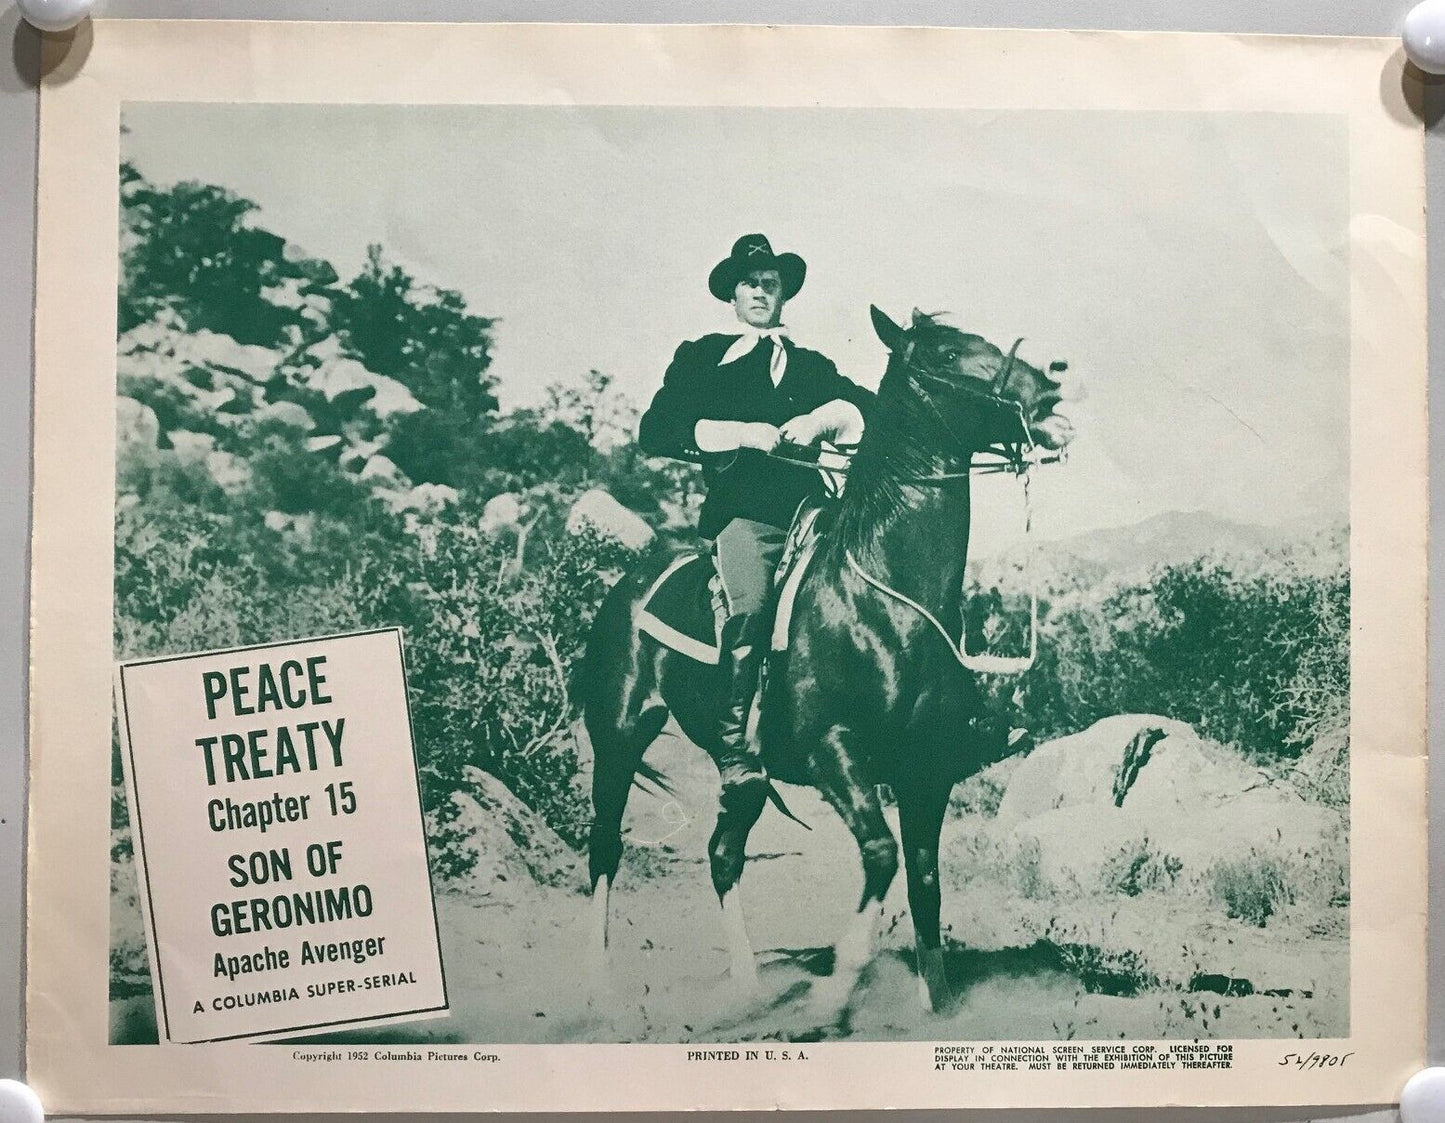 PEACE
TREATY
Chapter 15
SON OF
GERONIMO
Apache Avenger
A COLUMBIA SUPER-SERIAL
Copyright 1952 Columbia Pictures Corp.
PRINTED IN U. S. A.
PROPERTY OF NATIONAL SCREEN SERVICE CORP. LICENSED FOR
DISPLAY IN CONNECTION WITH THE EXHIBITION OF THIS PICTURE
AT YOUR THEATRE. MUST BE RETURNED IMMEDIATELY THEREAFTER.
52/9805